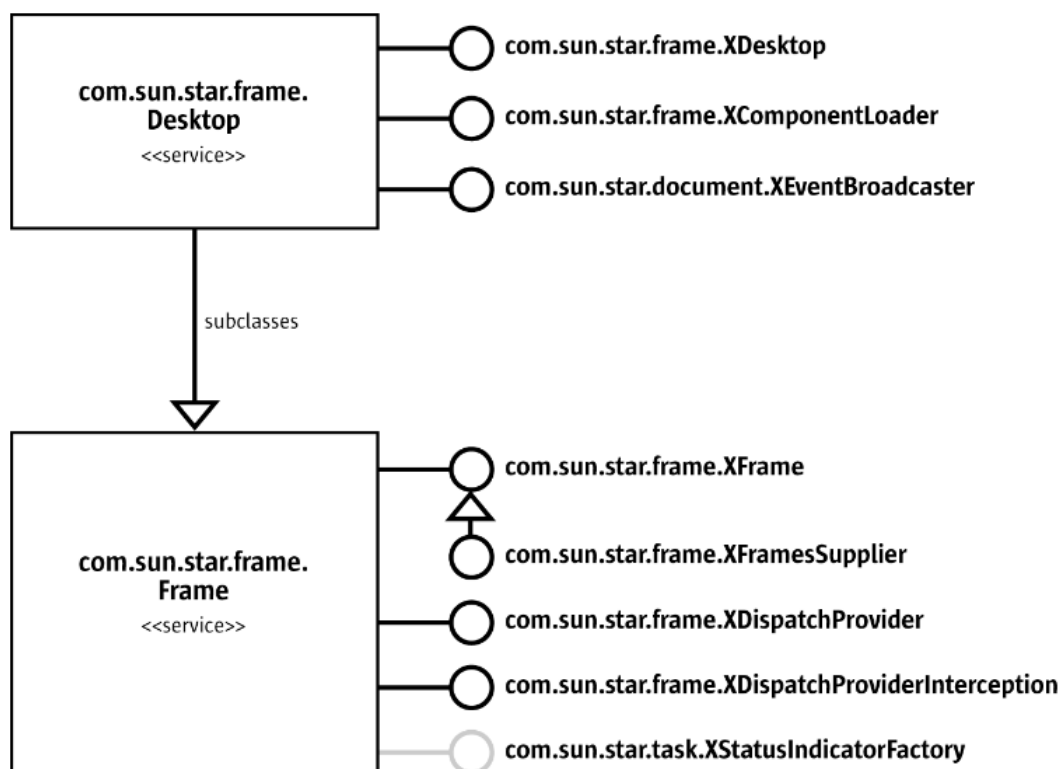 com.sun.star.frame.
Desktop
<<service>>
com.sun.star.frame.XDesktop
com.sun.star.frame.XComponentLoader
com.sun.star.document.XEventBroadcaster
subclasses
com.sun.star.frame.
Frame
<<service>>
com.sun.star.frame.XFrame
com.sun.star.frame.XFramesSupplier
com.sun.star.frame.XDispatchProvider
com.sun.star.frame.XDispatchProviderInterception
com.sun.star.task.XStatusIndicatorFactory